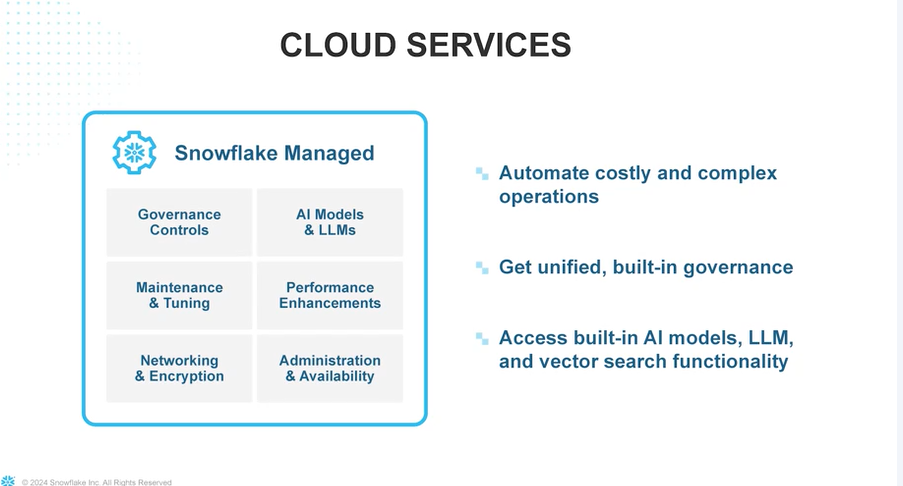 CLOUD SERVICES
Snowflake Managed
Governance
Controls
AI Models
& LLMs
Maintenance
& Tuning
Performance
Enhancements
Networking
& Encryption
Administration
& Availability
Automate costly and complex
operations
Get unified, built-in governance
Access built-in AI models, LLM,
and vector search functionality
© 2024 Snowflake Inc. All Rights Reserved